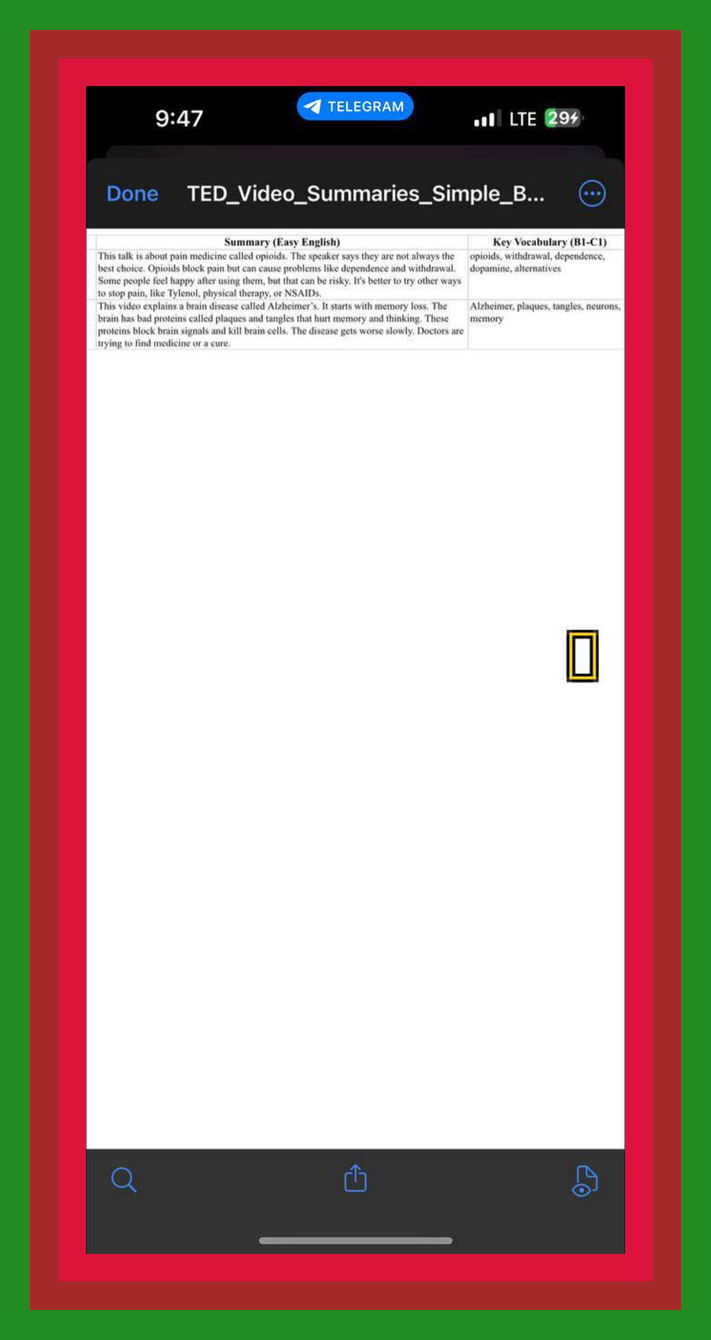 9:47
TELEGRAM
LTE
29
Done
TED_Video_Summaries_Simple_B...
Summary (Easy English)
Key Vocabulary (B1-C1)
This talk is about pain medicine called opioids. The speaker says they are not always the
best choice. Opioids block pain but can cause problems like dependence and withdrawal.
Some people feel happy after using them, but that can be risky. It's better to try other ways
to stop pain, like Tylenol, physical therapy, or NSAIDs.
opioids, withdrawal, dependence,
dopamine, alternatives
This video explains a brain disease called Alzheimer's. It starts with memory loss. The
brain has bad proteins called plaques and tangles that hurt memory and thinking. These
proteins block brain signals and kill brain cells. The disease gets worse slowly. Doctors are
trying to find medicine or a cure.
Alzheimer, plaques, tangles, neurons,
memory